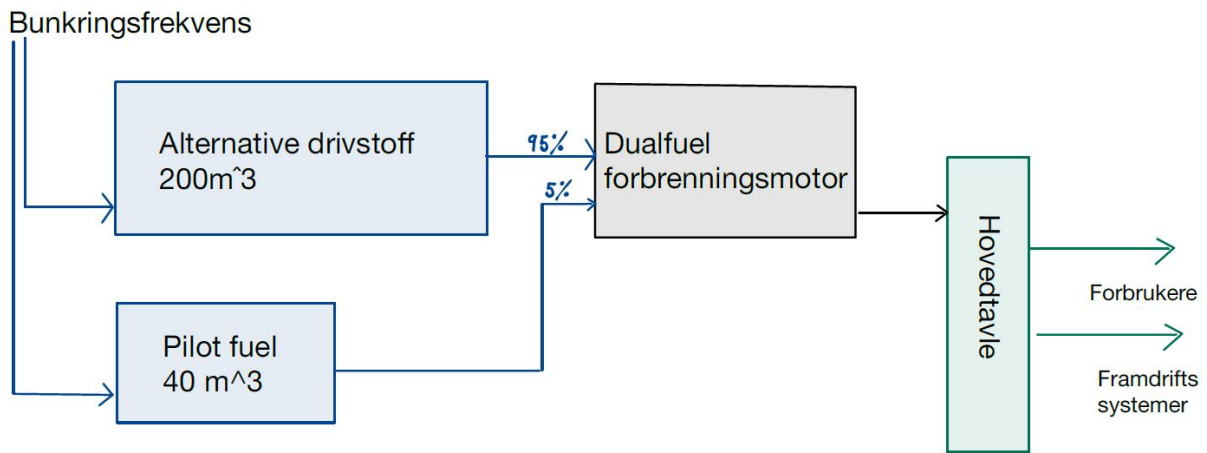 Bunkringsfrekvens
Alternative drivstoff
200m^3
95%
Dualfuel
forbrenningsmotor
5%
Pilot fuel
40 m^3
Hovedtavle
Forbrukere
Framdrifts
systemer